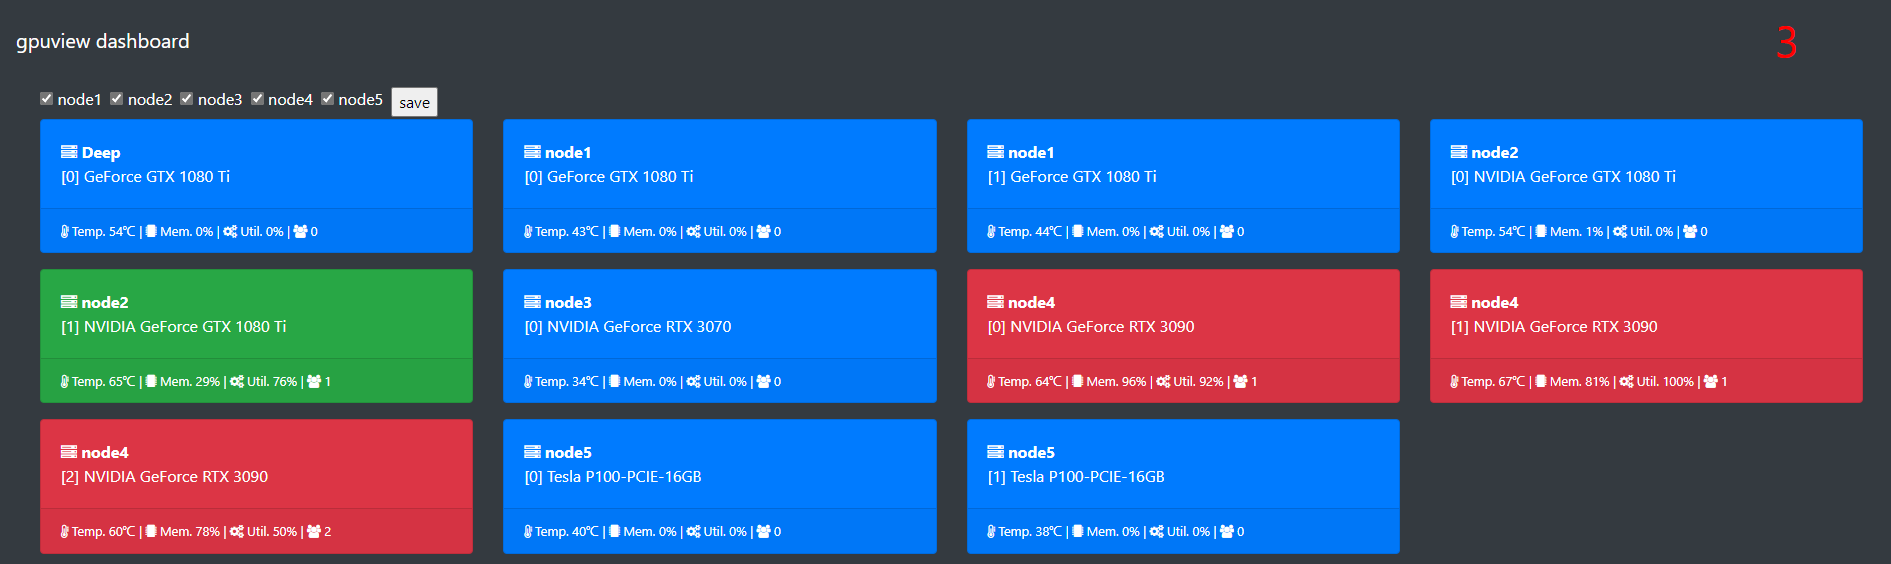 gpuview dashboard
3
node1 node2 node3 node4 node5 save
Deep
[0] GeForce GTX 1080 Ti
Temp. 54℃ | Mem. 0% | Util. 0% | 0
node1
[0] GeForce GTX 1080 Ti
Temp. 43℃ | Mem. 0% | Util. 0% | 0
node1
[1] GeForce GTX 1080 Ti
Temp. 44℃ | Mem. 0% | Util. 0% | 0
node2
[0] NVIDIA GeForce GTX 1080 Ti
Temp. 54℃ | Mem. 1% | Util. 0% | 0
node2
[1] NVIDIA GeForce GTX 1080 Ti
Temp. 65℃ | Mem. 29% | Util. 76% | 1
node3
[0] NVIDIA GeForce RTX 3070
Temp. 34℃ | Mem. 0% | Util. 0% | 0
node4
[0] NVIDIA GeForce RTX 3090
Temp. 64℃ | Mem. 96% | Util. 92% | 1
node4
[1] NVIDIA GeForce RTX 3090
Temp. 67℃ | Mem. 81% | Util. 100% | 1
node4
[2] NVIDIA GeForce RTX 3090
Temp. 60℃ | Mem. 78% | Util. 50% | 2
node5
[0] Tesla P100-PCIE-16GB
Temp. 40℃ | Mem. 0% | Util. 0% | 0
node5
[1] Tesla P100-PCIE-16GB
Temp. 38℃ | Mem. 0% | Util. 0% | 0